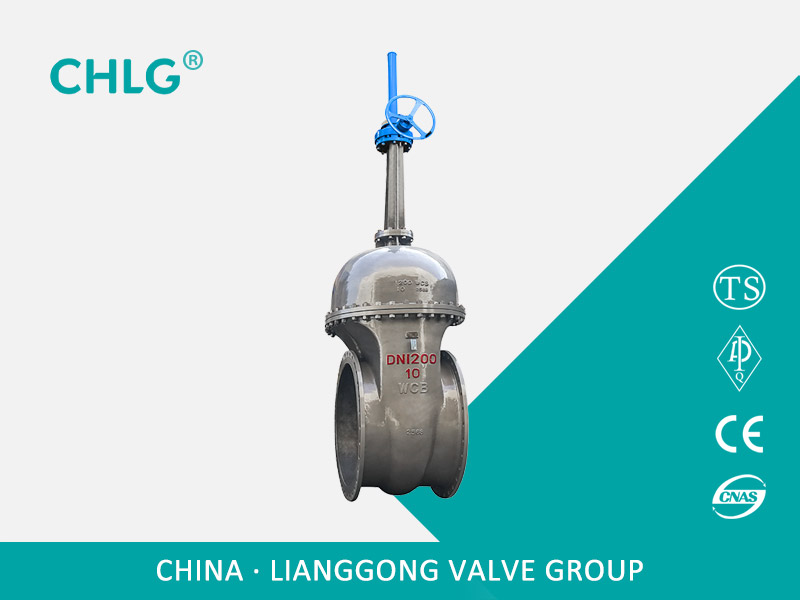 CHLG®
DN1200
10
WCB
TS
Q
CE
CNAS
CHINA · LIANGGONG VALVE GROUP